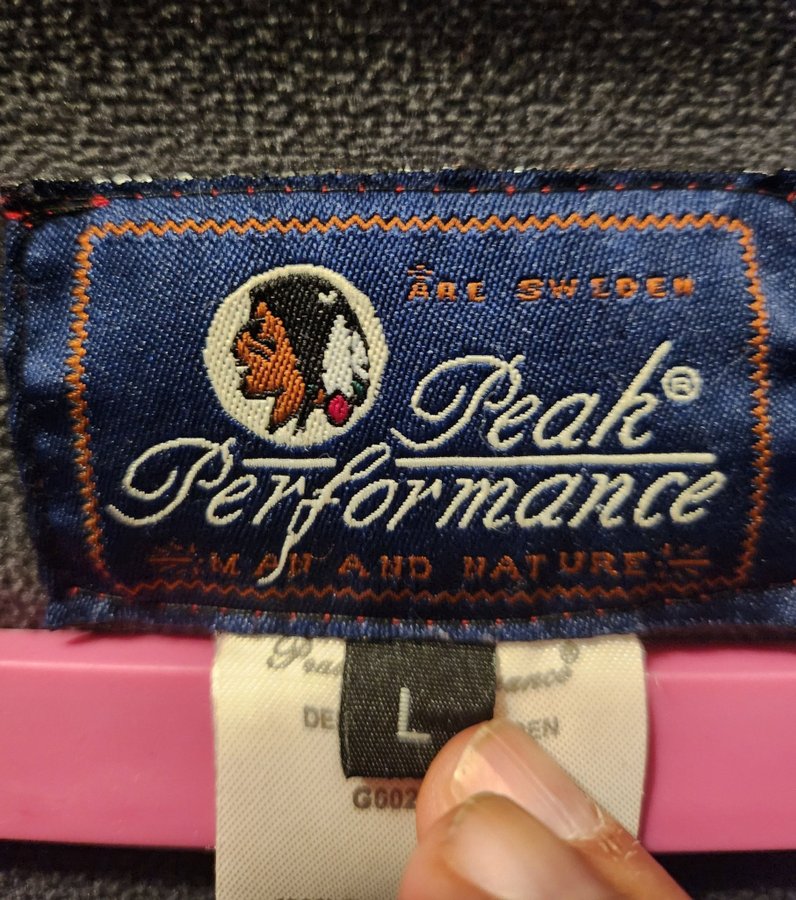 ÅRE SWEDEN
Peak®
Performance
MAN AND NATURE
L